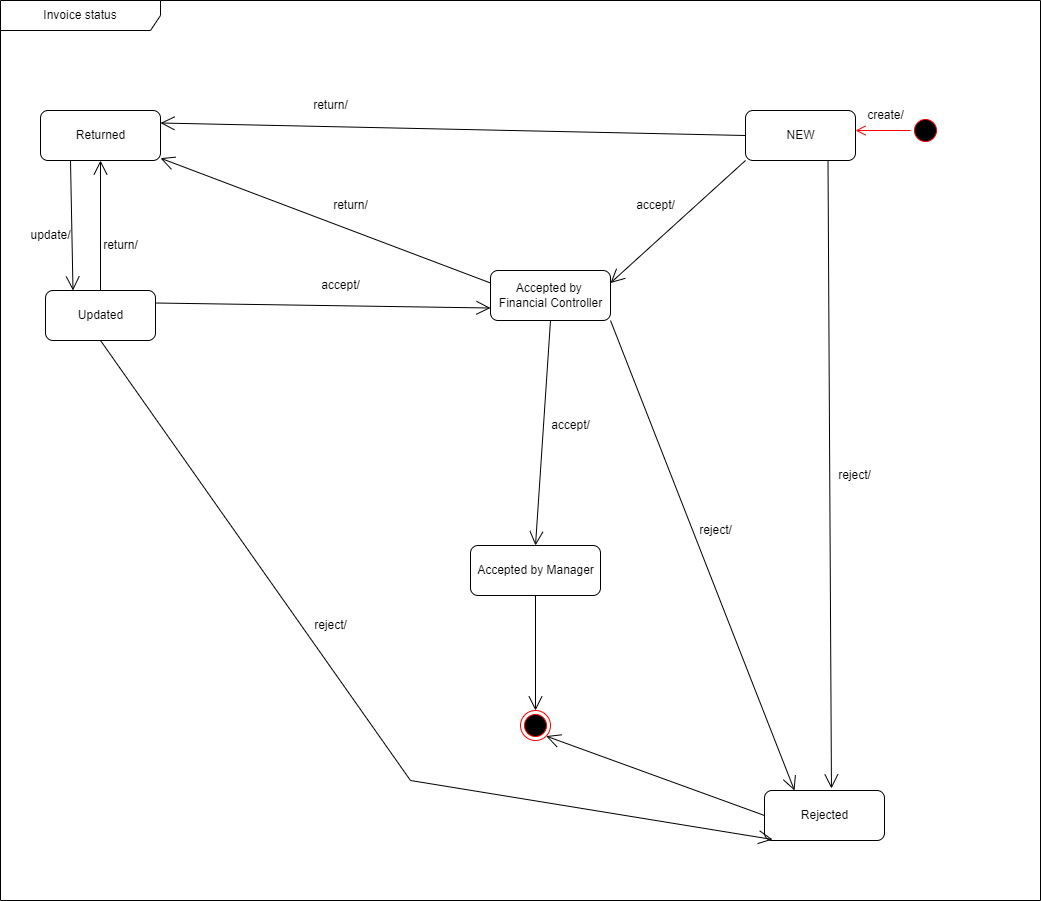 Invoice status
return/
create/
Returned
NEW
return/
accept/
update/
return/
accept/
Accepted by
Financial Controller
Updated
accept/
reject/
reject/
Accepted by Manager
reject/
Rejected